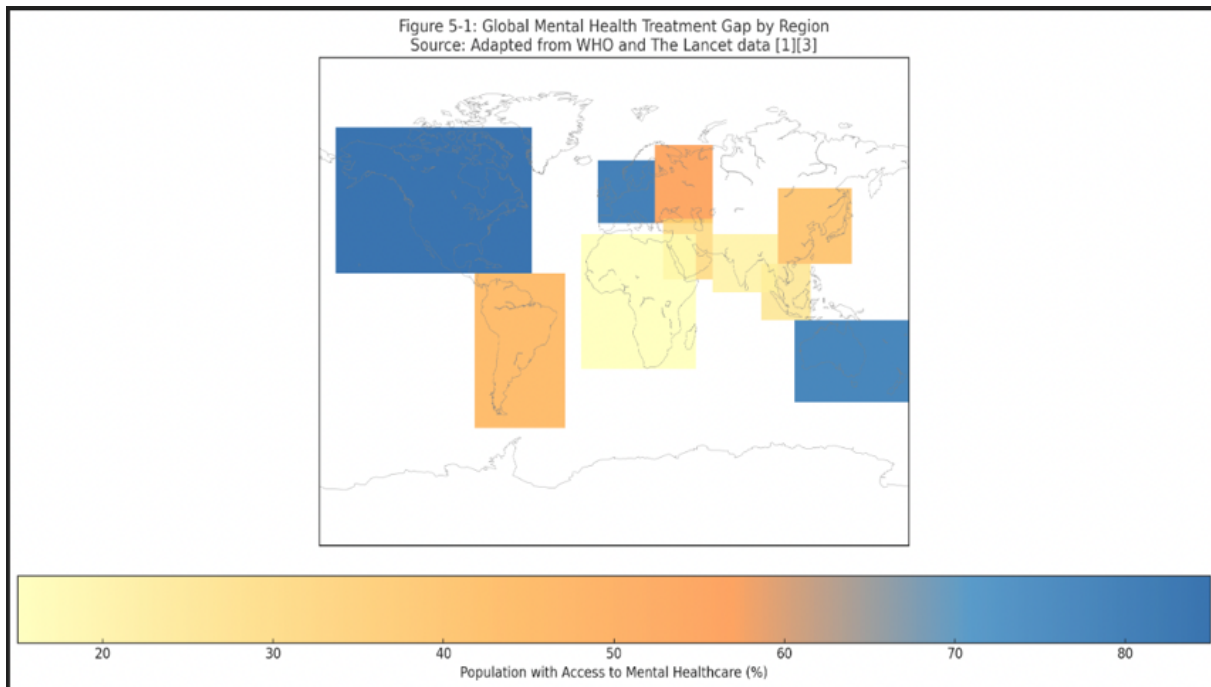 Figure 5-1: Global Mental Health Treatment Gap by Region
Source: Adapted from WHO and The Lancet data [1][3]
20 30 40 50 60 70 80
Population with Access to Mental Healthcare (%)